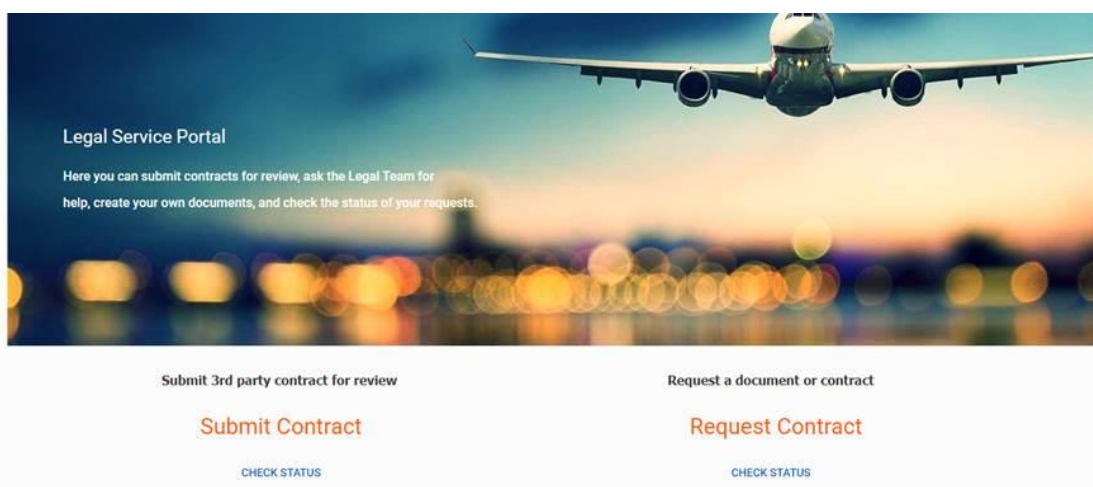 Legal Service Portal
Here you can submit contracts for review, ask the Legal Team for
help, create your own documents, and check the status of your requests.
Submit 3rd party contract for review
Request a document or contract
Submit Contract
Request Contract
CHECK STATUS
CHECK STATUS